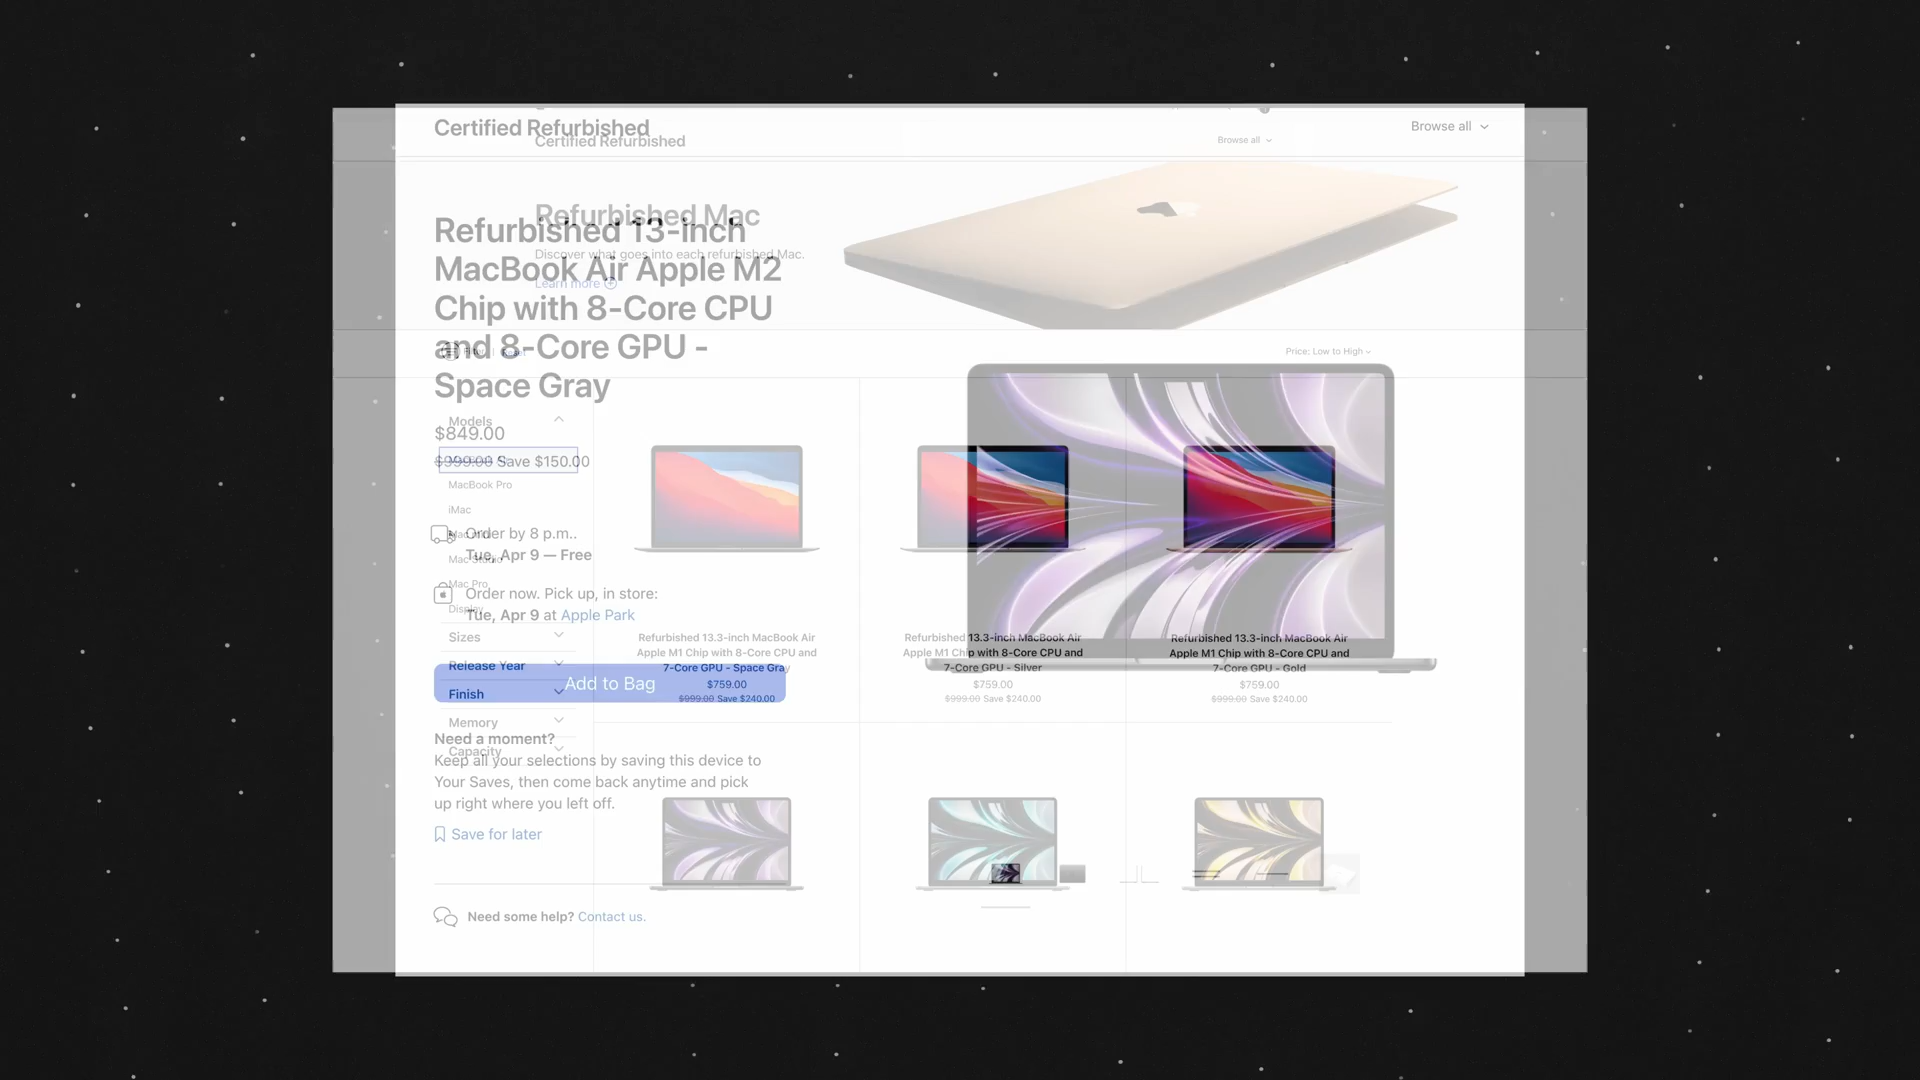 Certified Refurbished
Browse all
Certified Refurbished
Browse all
Refurbished Mac
Discover what goes into each refurbished Mac.
Learn more
Refurbished 13-inch
MacBook Air Apple M2
Chip with 8-Core CPU
and 8-Core GPU -
Space Gray
$849.00
$999.00 Save $150.00
Order by 8 p.m..
Tue, Apr 9 — Free
Order now. Pick up, in store:
Tue, Apr 9 at Apple Park
Add to Bag
Need a moment?
Keep all your selections by saving this device to
Your Saves, then come back anytime and pick
up right where you left off.
Save for later
Need some help? Contact us.
Reset
Price: Low to High
Models
MacBook Pro
iMac
Mac Pro
Display
Sizes
Release Year
Finish
Memory
Capacity
Refurbished 13.3-inch MacBook Air
Apple M1 Chip with 8-Core CPU and
7-Core GPU - Space Gray
$759.00
$999.00 Save $240.00
Refurbished 13.3-inch MacBook Air
Apple M1 Chip with 8-Core CPU and
7-Core GPU - Silver
$759.00
$999.00 Save $240.00
Refurbished 13.3-inch MacBook Air
Apple M1 Chip with 8-Core CPU and
7-Core GPU - Gold
$759.00
$999.00 Save $240.00